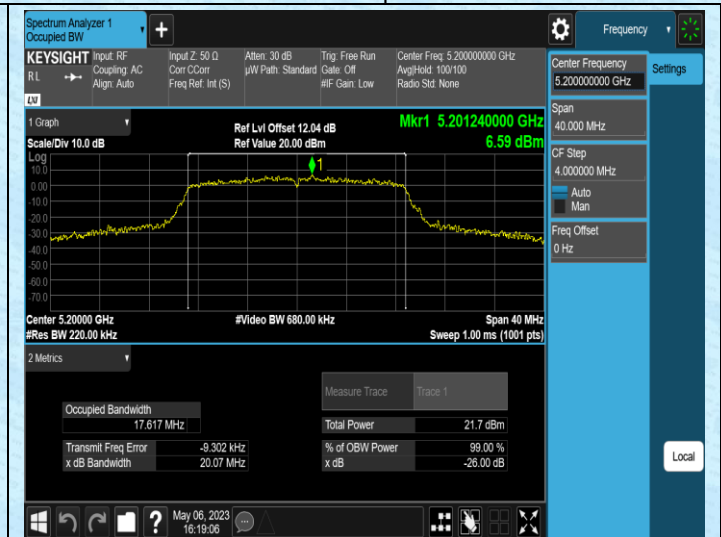 Spectrum Analyzer 1
Occupied BW
+
Frequency
KEYSIGHT
R L
LXI
Input: RF
Coupling: AC
Align: Auto
Input Z: 50 Ω
Corr CCorr
Freq Ref: Int (S)
Atten: 30 dB
µW Path: Standard
Trig: Free Run
Gate: Off
#IF Gain: Low
Center Freq: 5.200000000 GHz
Avg|Hold: 100/100
Radio Std: None
Center Frequency
5.200000000 GHz
Settings
Span
40.000 MHz
CF Step
4.000000 MHz
Auto
Man
Freq Offset
0 Hz
1 Graph
Scale/Div 10.0 dB
Ref Lvl Offset 12.04 dB
Ref Value 20.00 dBm
Mkr1 5.201240000 GHz
6.59 dBm
Log
10.0
0.00
-10.0
-20.0
-30.0
-40.0
-50.0
-60.0
-70.0
1
Center 5.20000 GHz
#Video BW 680.00 kHz
Span 40 MHz
#Res BW 220.00 kHz
Sweep 1.00 ms (1001 pts)
2 Metrics
Measure Trace
Trace 1
Occupied Bandwidth
17.617 MHz
Total Power
21.7 dBm
Transmit Freq Error
-9.302 kHz
% of OBW Power
99.00 %
x dB Bandwidth
20.07 MHz
x dB
-26.00 dB
Local
?
May 06, 2023
16:19:06